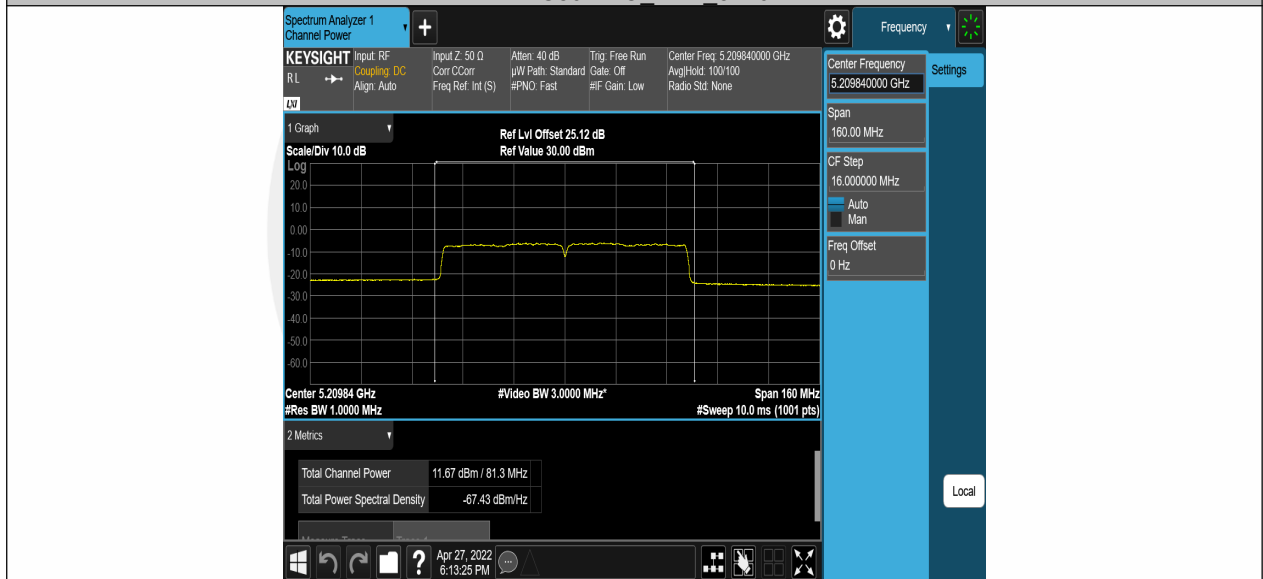 Spectrum Analyzer 1
Channel Power
+
Frequency
KEYSIGHT
Input: RF
Coupling: DC
Align: Auto
RL
LXI
Input Z: 50 Ω
Corr CCorr
Freq Ref: Int (S)
Atten: 40 dB
µW Path: Standard
#PNO: Fast
Trig: Free Run
Gate: Off
#IF Gain: Low
Center Freq: 5.209840000 GHz
Avg|Hold: 100/100
Radio Std: None
Center Frequency
5.209840000 GHz
Settings
Span
160.00 MHz
CF Step
16.000000 MHz
Auto
Man
Freq Offset
0 Hz
Local
1 Graph
Ref Lvl Offset 25.12 dB
Scale/Div 10.0 dB
Ref Value 30.00 dBm
Log
20.0
10.0
0.00
-10.0
-20.0
-30.0
-40.0
-50.0
-60.0
Center 5.20984 GHz
#Video BW 3.0000 MHz*
Span 160 MHz
#Res BW 1.0000 MHz
#Sweep 10.0 ms (1001 pts)
2 Metrics
Total Channel Power 11.67 dBm / 81.3 MHz
Total Power Spectral Density -67.43 dBm/Hz
?
Apr 27, 2022
6:13:25 PM